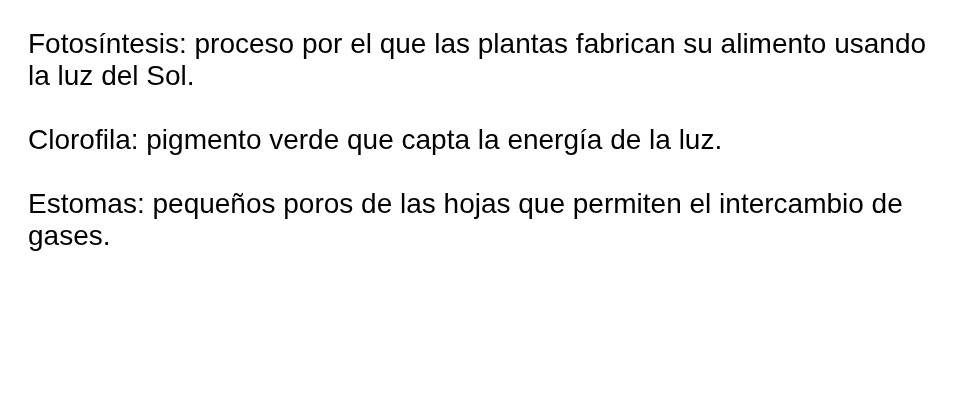 Fotosíntesis: proceso por el que las plantas fabrican su alimento usando
la luz del Sol.
Clorofila: pigmento verde que capta la energía de la luz.
Estomas: pequeños poros de las hojas que permiten el intercambio de
gases.